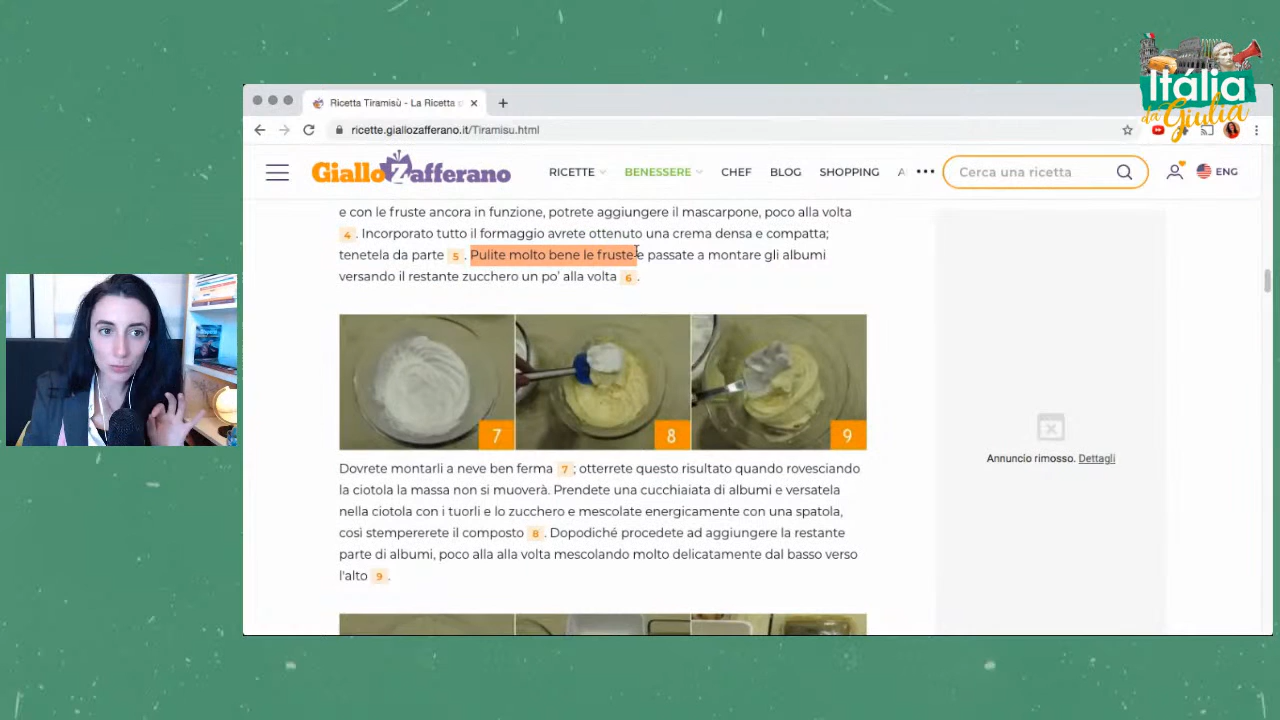 Itália
da Giulia
Ricetta Tiramisù - La Ricetta d
ricette.giallozafferano.it/Tiramisu.html
GialloZafferano
RICETTE
BENESSERE
CHEF
BLOG
SHOPPING
A
Cerca una ricetta
ENG
e con le fruste ancora in funzione, potrete aggiungere il mascarpone, poco alla volta
4. Incorporato tutto il formaggio avrete ottenuto una crema densa e compatta;
tenetela da parte 5. Pulite molto bene le fruste e passate a montare gli albumi
versando il restante zucchero un po' alla volta 6.
7
8
9
Dovrete montarli a neve ben ferma 7; otterrete questo risultato quando rovesciando
la ciotola la massa non si muoverà. Prendete una cucchiaiata di albumi e versatela
nella ciotola con i tuorli e lo zucchero e mescolate energicamente con una spatola,
così stempererete il composto 8. Dopodiché procedete ad aggiungere la restante
parte di albumi, poco alla alla volta mescolando molto delicatamente dal basso verso
l'alto 9.
Annuncio rimosso. Dettagli